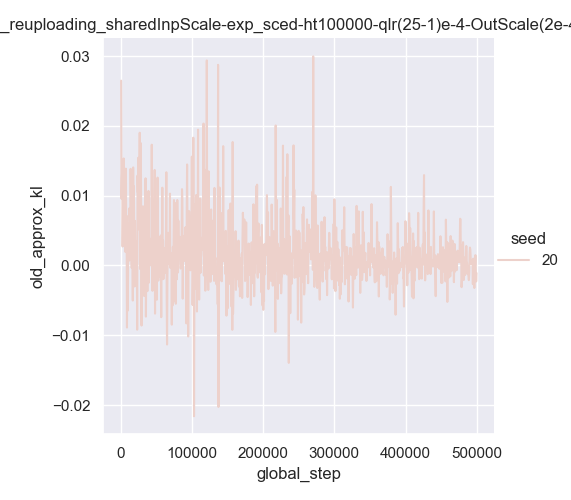 _reuploading_sharedInpScale-exp_sced-ht100000-qlr(25-1)e-4-OutScale(2e-4
0.03
0.02
0.01
0.00
−0.01
−0.02
old_approx_kl
0 100000 200000 300000 400000 500000
global_step
seed
20